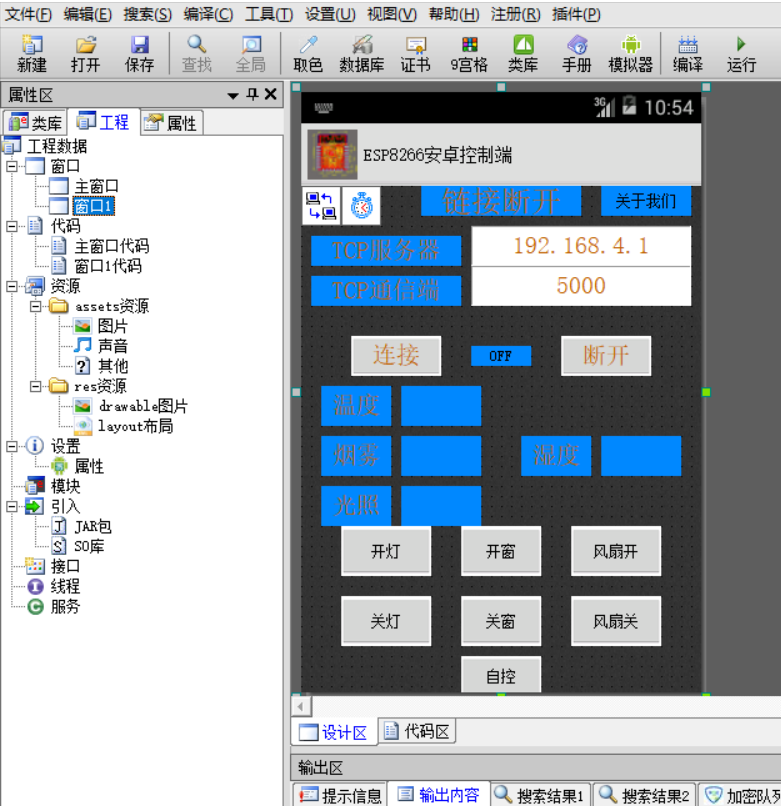 文件(F) 编辑(E) 搜索(S) 编译(C) 工具(T) 设置(U) 视图(V) 帮助(H) 注册(R) 插件(P)
新建 打开 保存 查找 全局 取色 数据库 证书 9宫格 类库 手册 模拟器 编译 运行
属性区
类库 工程 属性
工程数据
窗口
主窗口
窗口1
代码
主窗口代码
窗口1代码
资源
assets资源
图片
声音
其他
res资源
drawable图片
layout布局
设置
属性
模块
引入
JAR包
SO库
接口
线程
服务
3G 10:54
ESP8266安卓控制端
链接断开 关于我们
TCP服务器 192.168.4.1
TCP通信端 5000
连接 OFF 断开
温度
烟雾 湿度
光照
开灯 开窗 风扇开
关灯 关窗 风扇关
自控
设计区 代码区
输出区
提示信息 输出内容 搜索结果1 搜索结果2 加密队列